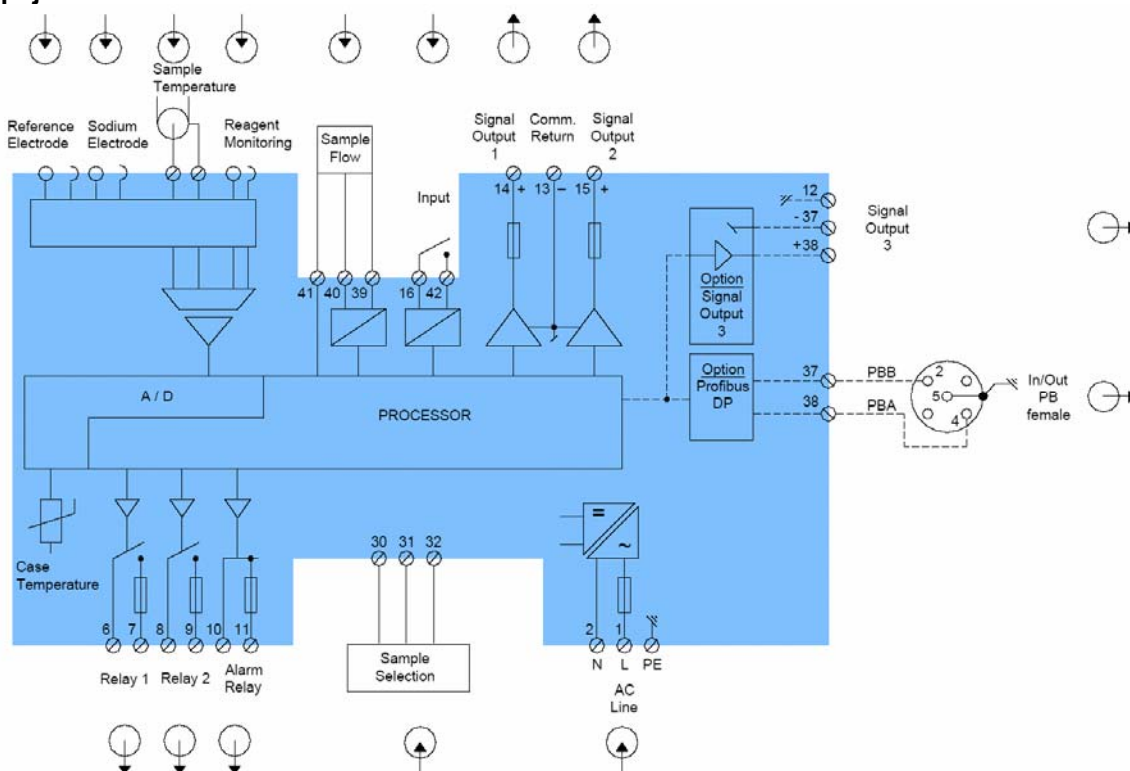 Sample
Temperature
Reference
Electrode
Sodium
Electrode
Reagent
Monitoring
Sample
Flow
Input
Signal
Output
1
Comm.
Return
Signal
Output
2
14 +
13 –
15 +
12
- 37
+38
Signal
Output
3
41
40
39
16
42
Option
Signal
Output
3
A / D
PROCESSOR
Option
Profibus
DP
37
PBB
38
PBA
2
5
4
In/Out
PB
female
=
~
Case
Temperature
30
31
32
6
7
8
9
10
11
2
1
N
L
PE
Relay 1
Relay 2
Alarm
Relay
Sample
Selection
AC
Line